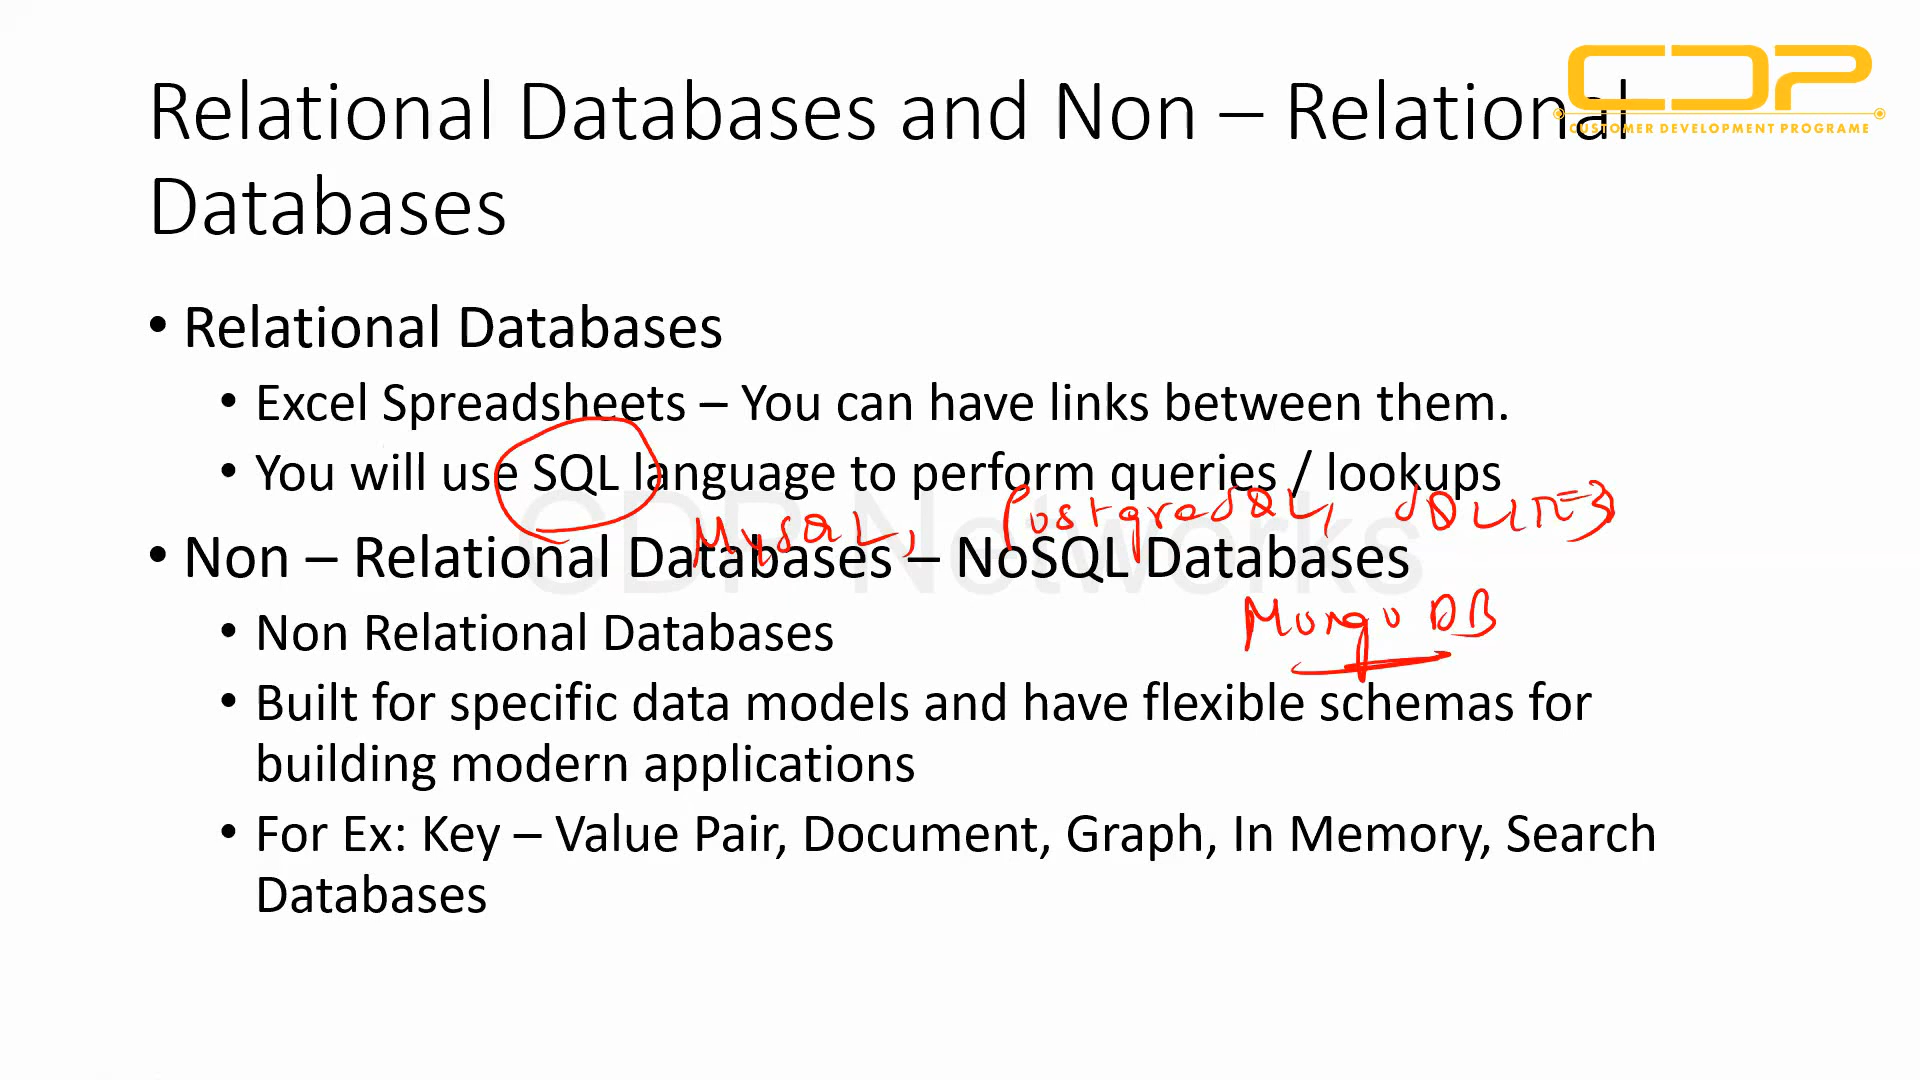 CDP
CUSTOMER DEVELOPMENT PROGRAME
Relational Databases and Non – Relational
Databases
• Relational Databases
• Excel Spreadsheets – You can have links between them.
• You will use SQL language to perform queries / lookups
MySQL, PostgreSQL, SQLite3
• Non – Relational Databases – NoSQL Databases
CDP Networks
MongoDB
• Non Relational Databases
• Built for specific data models and have flexible schemas for
building modern applications
• For Ex: Key – Value Pair, Document, Graph, In Memory, Search
Databases